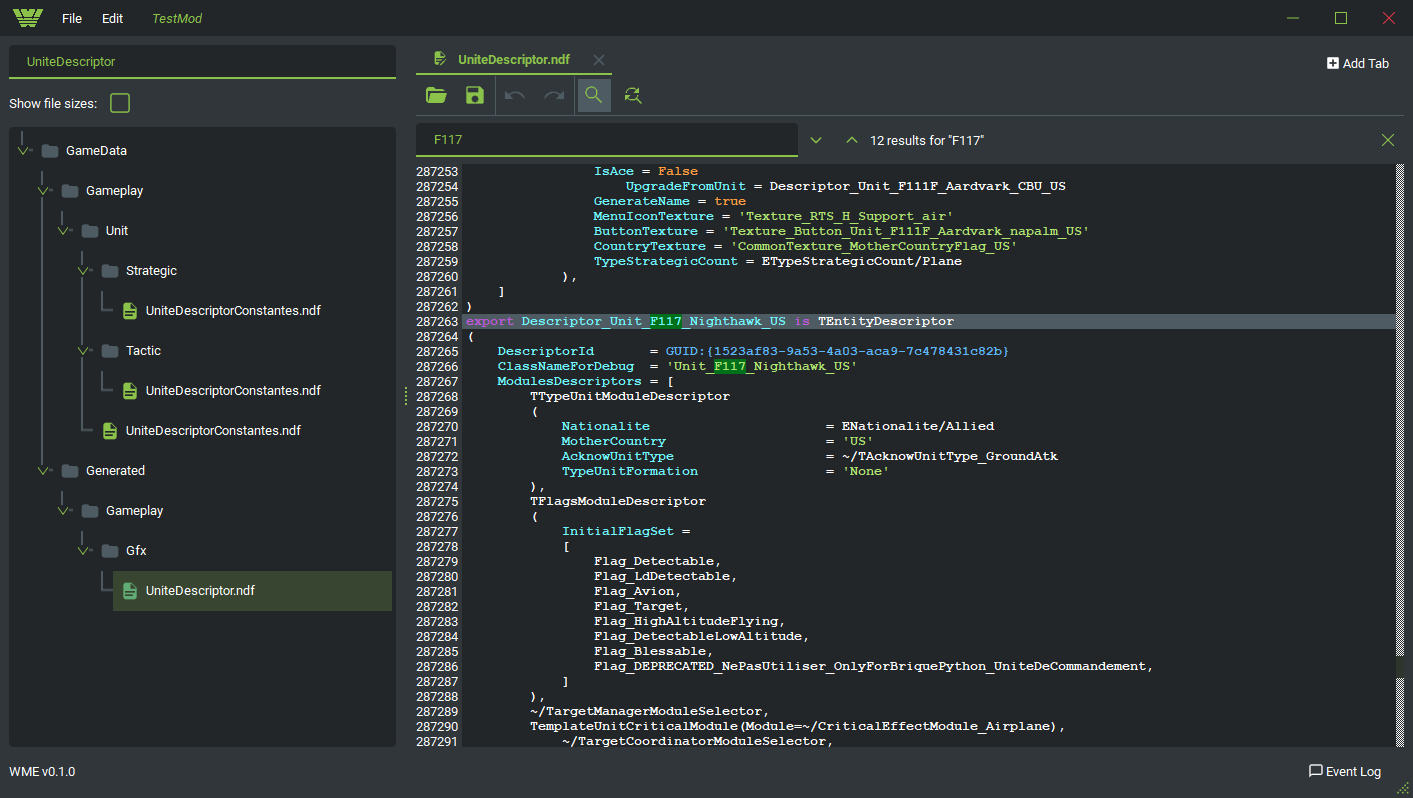 File Edit TestMod
UniteDescriptor
Show file sizes:
GameData
Gameplay
Unit
Strategic
UniteDescriptorConstantes.ndf
Tactic
UniteDescriptorConstantes.ndf
UniteDescriptorConstantes.ndf
Generated
Gameplay
Gfx
UniteDescriptor.ndf
UniteDescriptor.ndf
Add Tab
F117
12 results for "F117"
287253 IsAce = False
287254 UpgradeFromUnit = Descriptor_Unit_F111F_Aardvark_CBU_US
287255 GenerateName = true
287256 MenuIconTexture = 'Texture_RTS_H_Support_air'
287257 ButtonTexture = 'Texture_Button_Unit_F111F_Aardvark_napalm_US'
287258 CountryTexture = 'CommonTexture_MotherCountryFlag_US'
287259 TypeStrategicCount = ETypeStrategicCount/Plane
287260 ),
287261 ]
287262 )
287263 export Descriptor_Unit_F117_Nighthawk_US is TEntityDescriptor
287264 (
287265 DescriptorId = GUID:{1523af83-9a53-4a03-aca9-7c478431c82b}
287266 ClassNameForDebug = 'Unit_F117_Nighthawk_US'
287267 ModulesDescriptors = [
287268 TTypeUnitModuleDescriptor
287269 (
287270 Nationalite = ENationalite/Allied
287271 MotherCountry = 'US'
287272 AcknowUnitType = ~/TAcknowUnitType_GroundAtk
287273 TypeUnitFormation = 'None'
287274 ),
287275 TFlagsModuleDescriptor
287276 (
287277 InitialFlagSet =
287278 [
287279 Flag_Detectable,
287280 Flag_LdDetectable,
287281 Flag_Avion,
287282 Flag_Target,
287283 Flag_HighAltitudeFlying,
287284 Flag_DetectableLowAltitude,
287285 Flag_Blessable,
287286 Flag_DEPRECATED_NePasUtiliser_OnlyForBriquePython_UniteDeCommandement,
287287 ]
287288 ),
287289 ~/TargetManagerModuleSelector,
287290 TemplateUnitCriticalModule(Module=~/CriticalEffectModule_Airplane),
287291 ~/TargetCoordinatorModuleSelector,
WME v0.1.0
Event Log